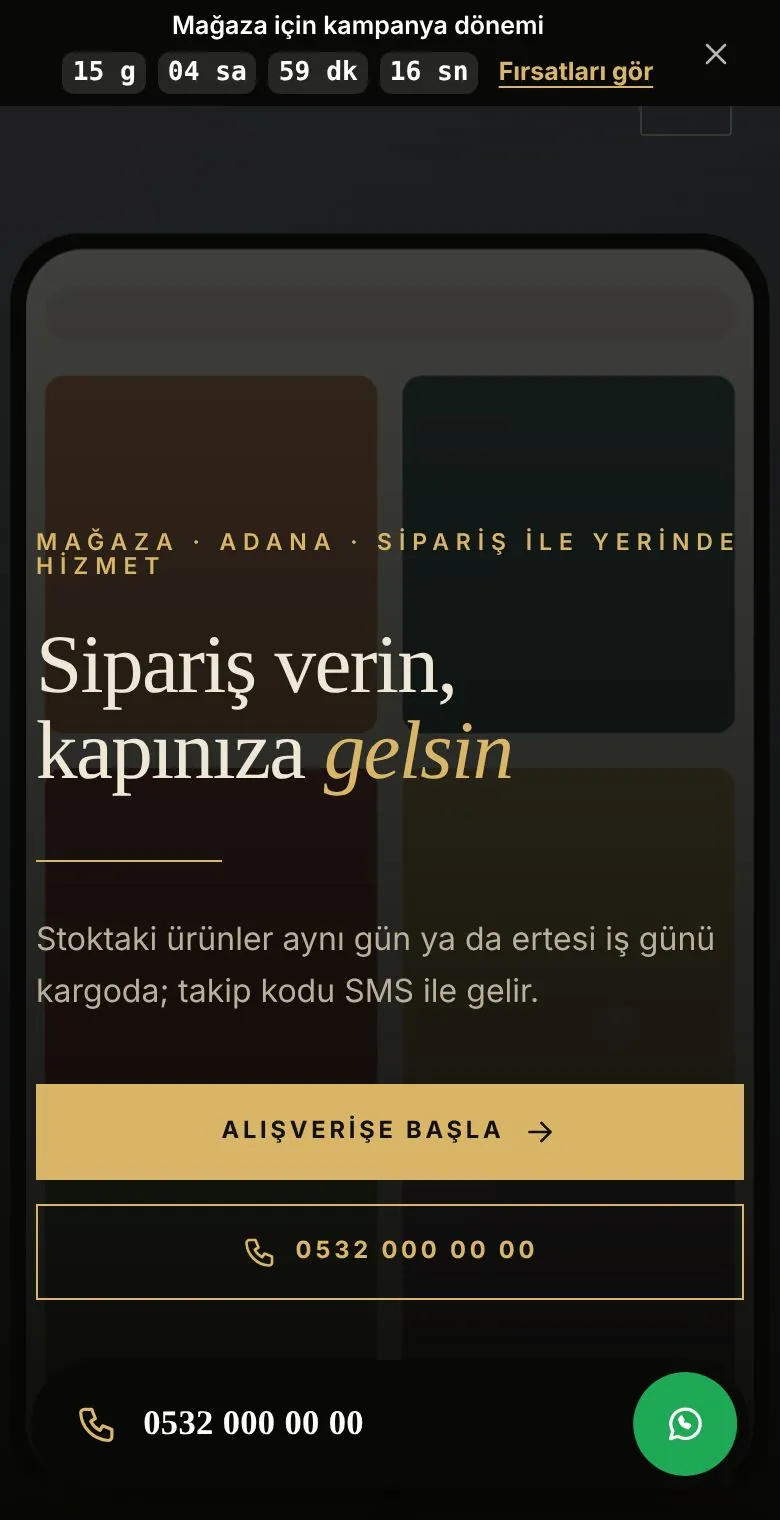 Mağaza için kampanya dönemi
15 g 04 sa 59 dk 16 sn Fırsatları gör
MAĞAZA · ADANA · SİPARİŞ İLE YERİNDE
HİZMET
Sipariş verin,
kapınıza gelsin
Stoktaki ürünler aynı gün ya da ertesi iş günü
kargoda; takip kodu SMS ile gelir.
ALIŞVERİŞE BAŞLA →
0532 000 00 00
0532 000 00 00